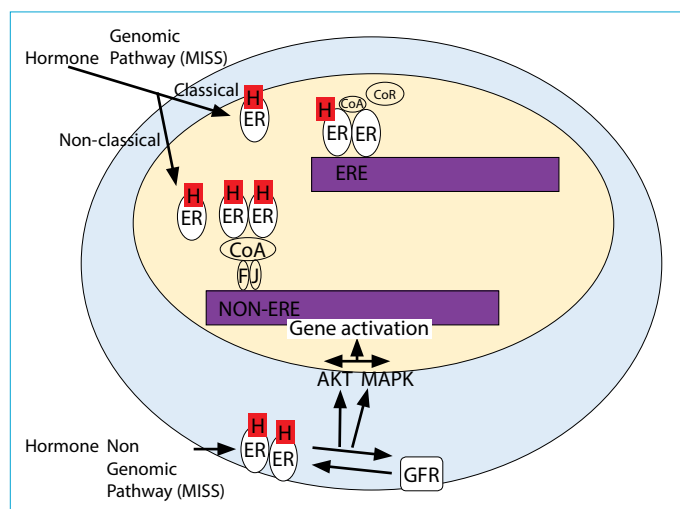 Genomic
Hormone Pathway (MISS)
Classical
Non-classical
H
ER
H
CoA
CoR
ER ER
ERE
H
ER
H H
ER ER
CoA
F J
NON-ERE
Gene activation
AKT MAPK
H H
ER ER
Hormone Non
Genomic
Pathway (MISS)
GFR